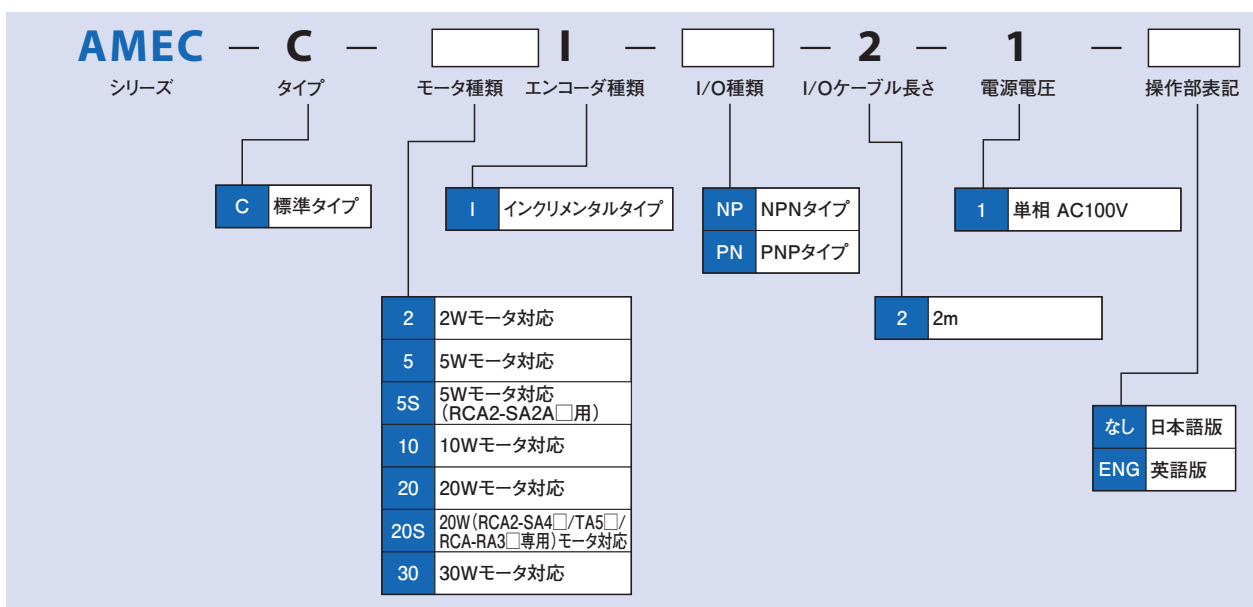 AMEC － C － □ I － □ － 2 － 1 － □
シリーズ タイプ モータ種類 エンコーダ種類 I/O種類 I/Oケーブル長さ 電源電圧 操作部表記
C 標準タイプ
I インクリメンタルタイプ
NP NPNタイプ
PN PNPタイプ
1 単相 AC100V
2 2Wモータ対応
5 5Wモータ対応
5S 5Wモータ対応
（RCA2-SA2A□用）
10 10Wモータ対応
20 20Wモータ対応
20S 20W（RCA2-SA4□/TA5□/
RCA-RA3□専用）モータ対応
30 30Wモータ対応
2 2m
なし 日本語版
ENG 英語版